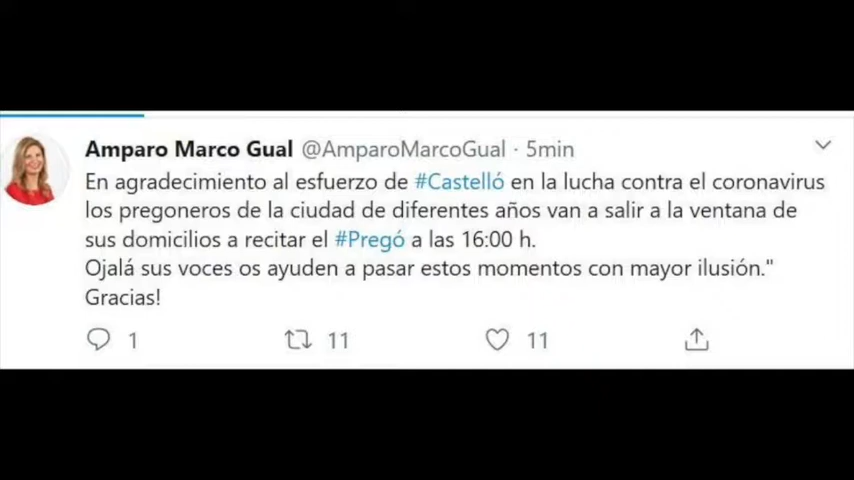 Amparo Marco Gual @AmparoMarcoGual · 5min
En agradecimiento al esfuerzo de #Castelló en la lucha contra el coronavirus
los pregoneros de la ciudad de diferentes años van a salir a la ventana de
sus domicilios a recitar el #Pregó a las 16:00 h.
Ojalá sus voces os ayuden a pasar estos momentos con mayor ilusión."
Gracias!
1 11 11